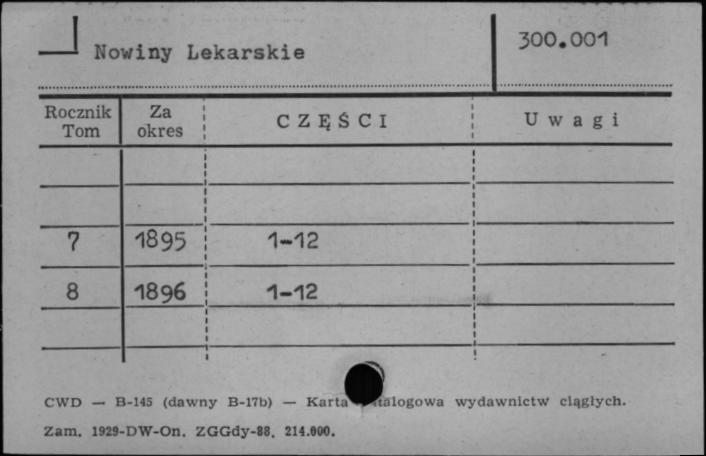 Nowiny Lekarskie
300.001
Rocznik Tom Za okres CZĘŚCI Uwagi
7 1895 1-12
8 1896 1-12
CWD — B-145 (dawny B-17b) — Karta wydawnictw ciągłych.
Zam. 1929-DW-On. ZGGdy-88. 214.000.